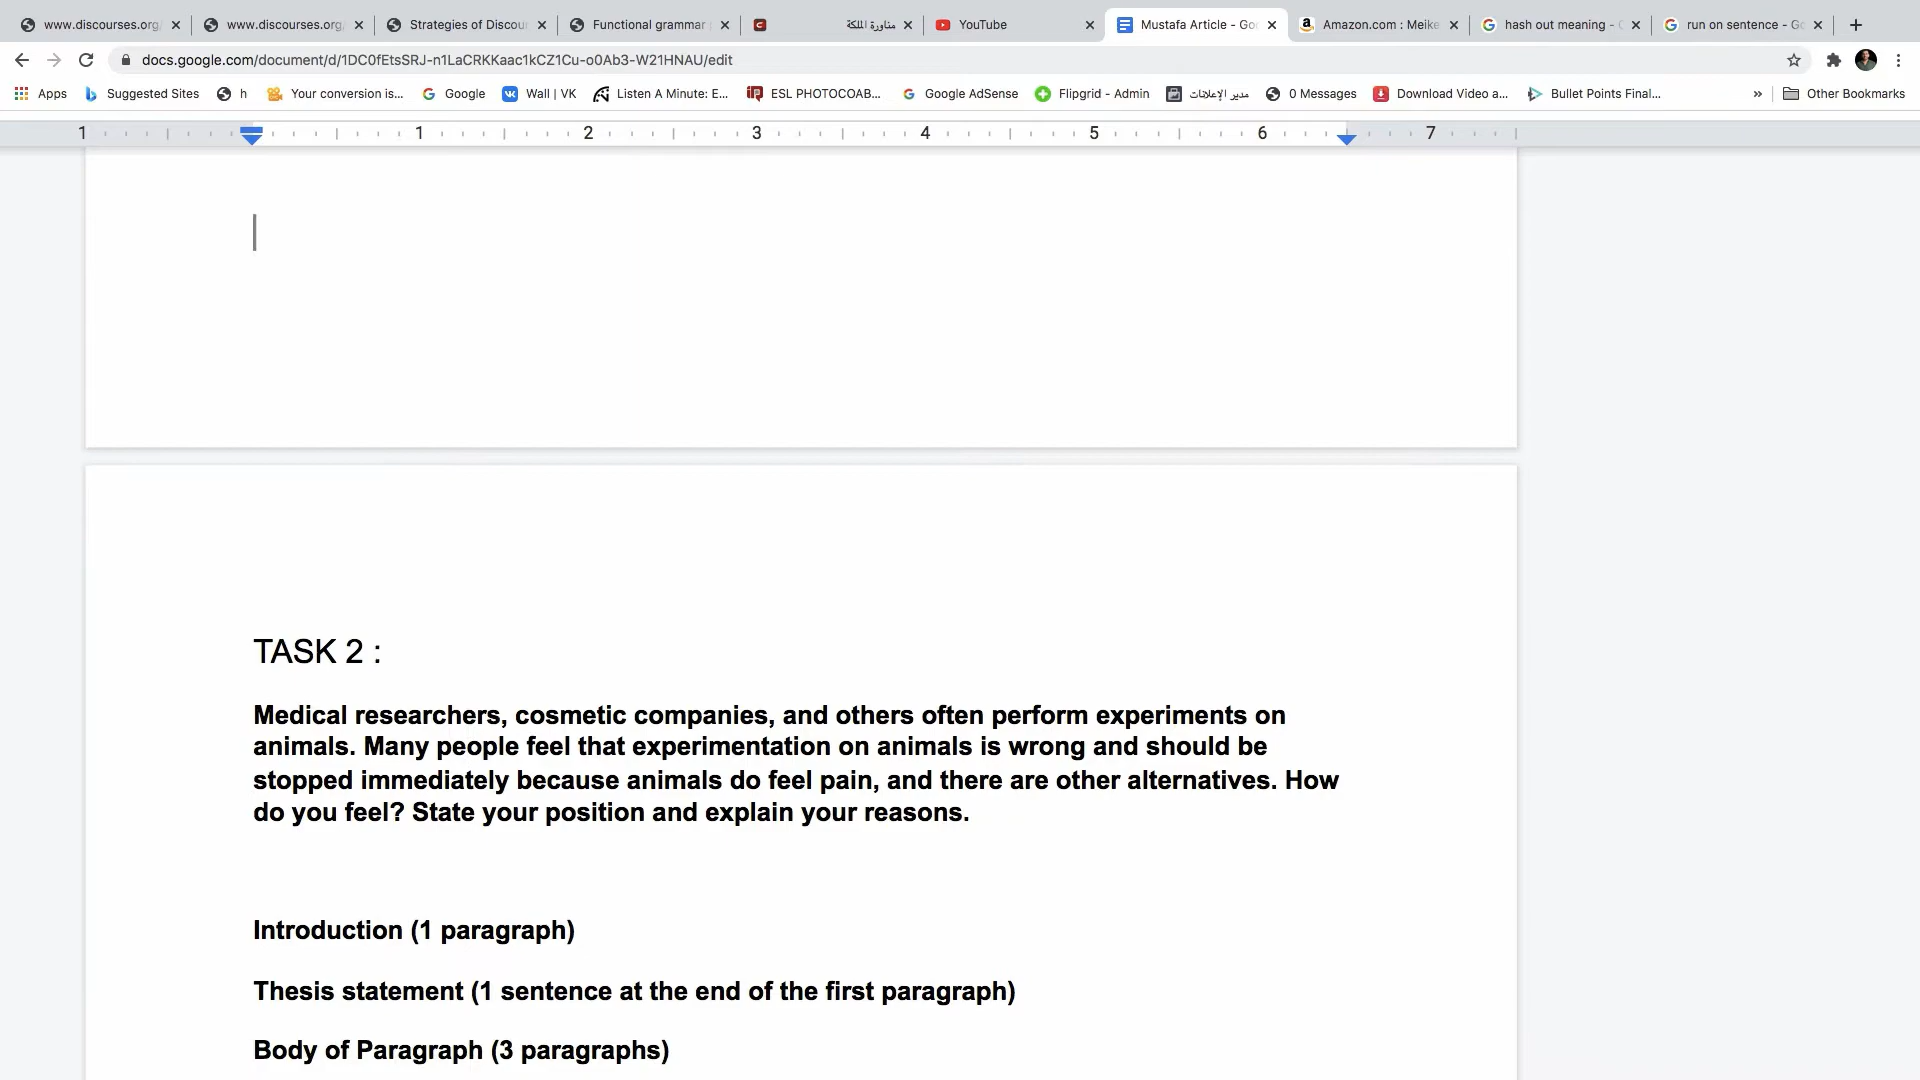 www.discourses.org/
www.discourses.org/
Strategies of Discou
Functional grammar
مناورة الملكة
YouTube
Mustafa Article - Go
Amazon.com : Meike
hash out meaning -
run on sentence - Go
docs.google.com/document/d/1DC0fEtsSRJ-n1LaCRKKaac1kCZ1Cu-o0Ab3-W21HNAU/edit
Apps
Suggested Sites
h
Your conversion is...
Google
Wall | VK
Listen A Minute: E...
ESL PHOTOCOAB...
Google AdSense
Flipgrid - Admin
مدير الإعلانات
0 Messages
Download Video a...
Bullet Points Final...
»
Other Bookmarks
1 1 2 3 4 5 6 7
TASK 2 :
Medical researchers, cosmetic companies, and others often perform experiments on
animals. Many people feel that experimentation on animals is wrong and should be
stopped immediately because animals do feel pain, and there are other alternatives. How
do you feel? State your position and explain your reasons.
Introduction (1 paragraph)
Thesis statement (1 sentence at the end of the first paragraph)
Body of Paragraph (3 paragraphs)